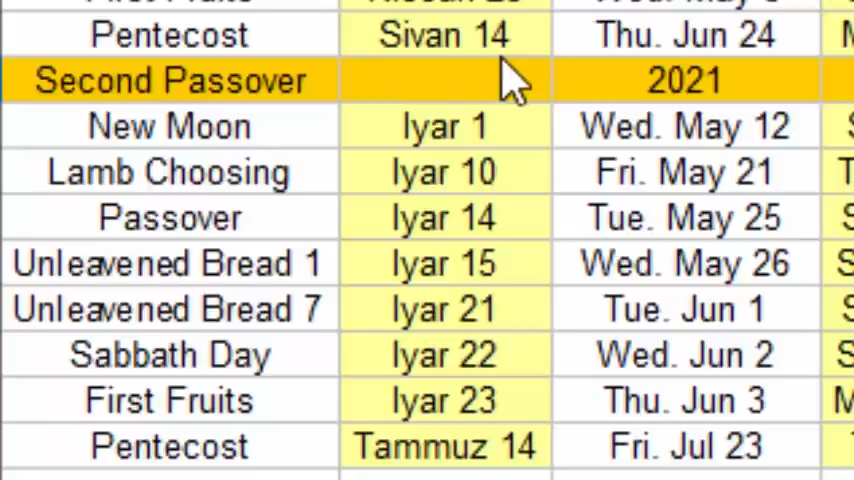 Pentecost Sivan 14 Thu. Jun 24
Second Passover 2021
New Moon Iyar 1 Wed. May 12
Lamb Choosing Iyar 10 Fri. May 21
Passover Iyar 14 Tue. May 25
Unleavened Bread 1 Iyar 15 Wed. May 26
Unleavened Bread 7 Iyar 21 Tue. Jun 1
Sabbath Day Iyar 22 Wed. Jun 2
First Fruits Iyar 23 Thu. Jun 3
Pentecost Tammuz 14 Fri. Jul 23